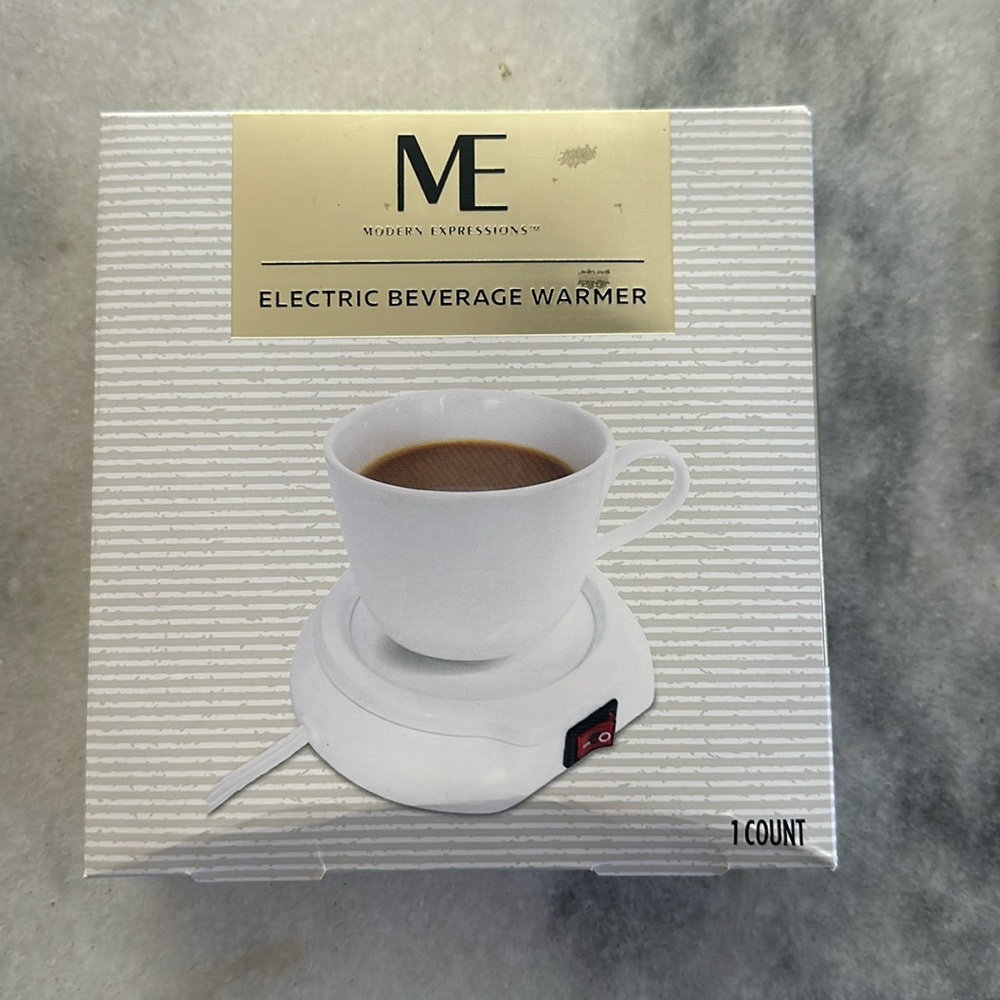 ME
MODERN EXPRESSIONS™
ELECTRIC BEVERAGE WARMER
1 COUNT